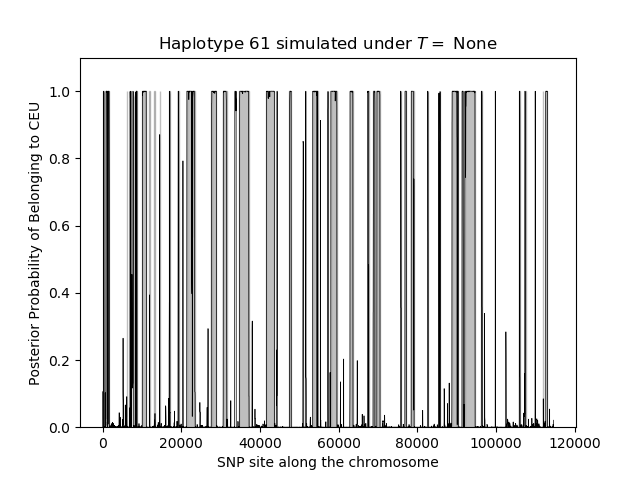 Haplotype 61 simulated under T = None
Posterior Probability of Belonging to CEU
1.0
0.8
0.6
0.4
0.2
0.0
0 20000 40000 60000 80000 100000 120000
SNP site along the chromosome